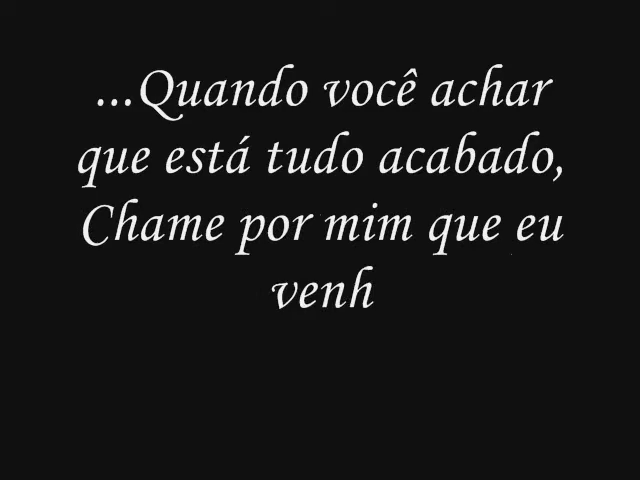 ...Quando você achar
que está tudo acabado,
Chame por mim que eu
venh